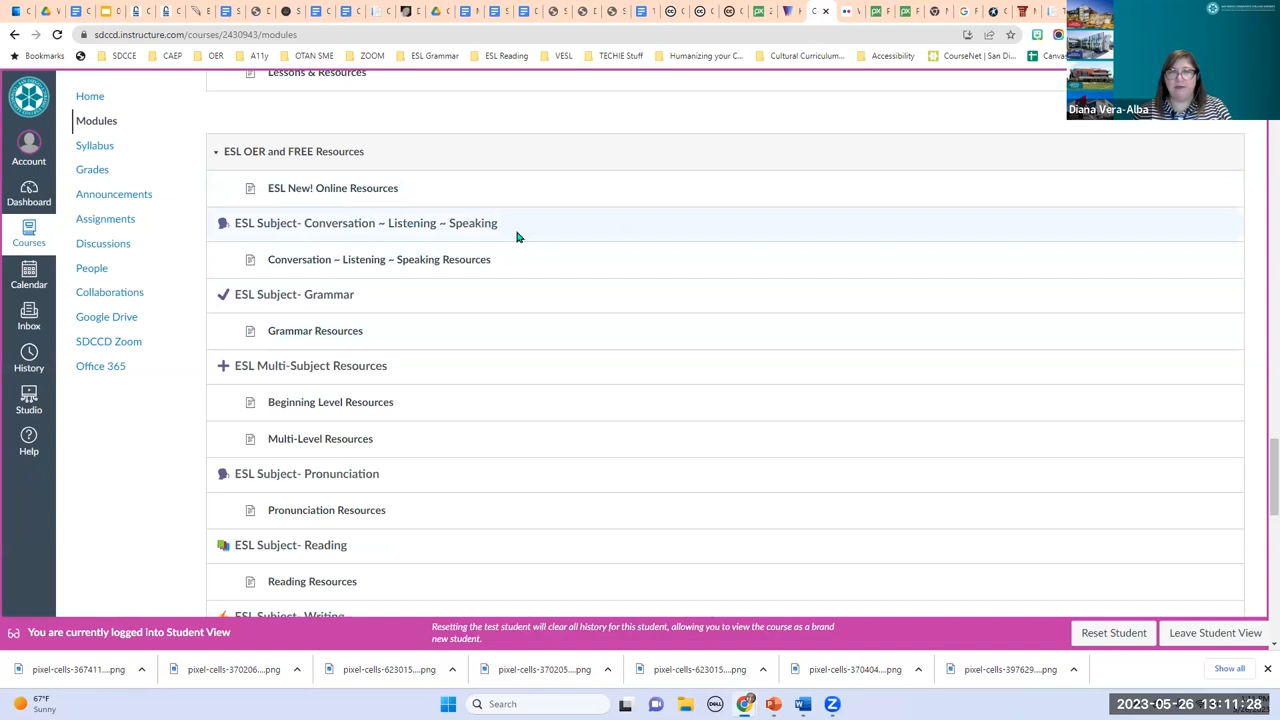 sdccd.instructure.com/courses/2430943/modules
Bookmarks
SDCCE
CAEP
OER
A11y
OTAN SME
ESL Grammar
ESL Reading
VESL
TECHIE Stuff
Humanizing your C...
Cultural Curriculum...
Accessibility
CourseNet | San Di...
Diana Vera-Alba
Account
Dashboard
Courses
Calendar
Inbox
History
Studio
Help
Home
Modules
Syllabus
Grades
Announcements
Assignments
Discussions
People
Collaborations
Google Drive
SDCCD Zoom
Office 365
Lessons & Resources
ESL OER and FREE Resources
ESL New! Online Resources
ESL Subject- Conversation ~ Listening ~ Speaking
Conversation ~ Listening ~ Speaking Resources
ESL Subject- Grammar
Grammar Resources
ESL Multi-Subject Resources
Beginning Level Resources
Multi-Level Resources
ESL Subject- Pronunciation
Pronunciation Resources
ESL Subject- Reading
Reading Resources
ESL Subject- Writing
You are currently logged into Student View
Resetting the test student will clear all history for this student, allowing you to view the course as a brand
new student.
Reset Student
Leave Student View
pixel-cells-367411....png
pixel-cells-370206....png
pixel-cells-623015....png
pixel-cells-370205....png
pixel-cells-623015....png
pixel-cells-370404....png
pixel-cells-397629....png
Show all
67°F
Sunny
Search
2023-05-26 13:11:28